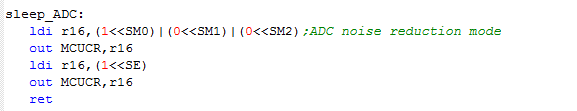 sleep_ADC:
ldi r16,(1<<SM0)|(0<<SM1)|(0<<SM2);ADC noise reduction mode
out MCUCR,r16
ldi r16,(1<<SE)
out MCUCR,r16
ret